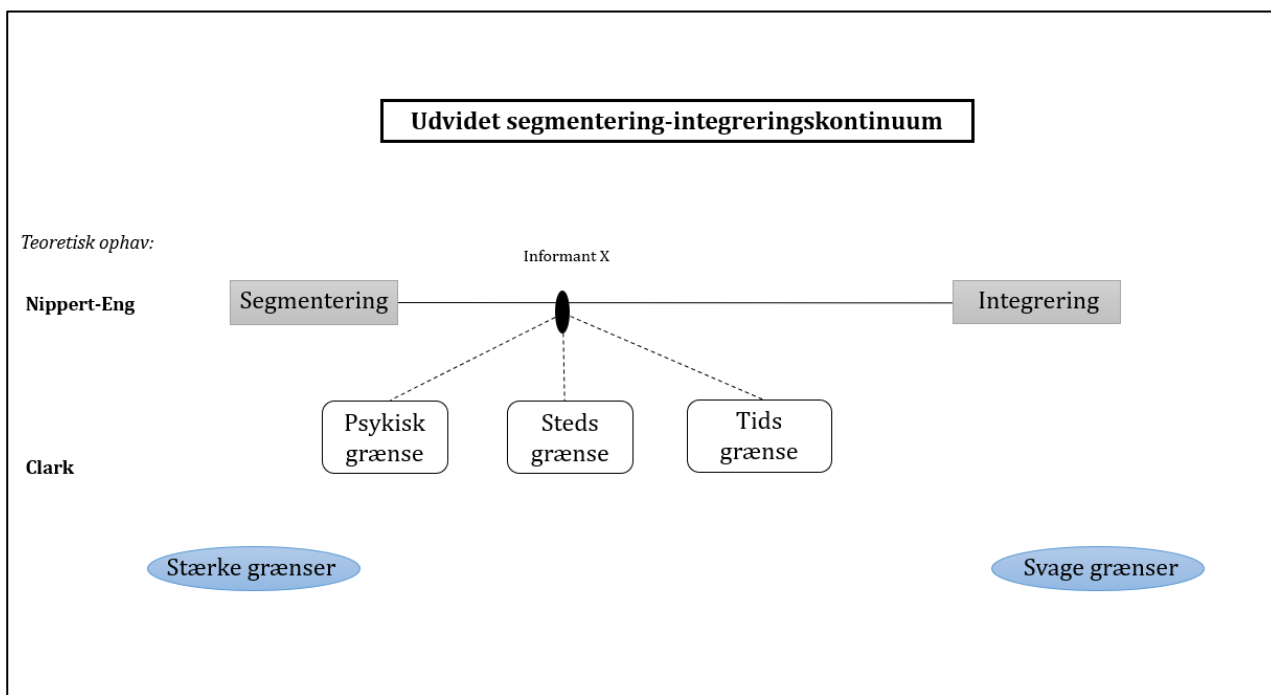 Udvidet segmentering-integreringskontinuum
Teoretisk ophav:
Informant X
Nippert-Eng
Segmentering
Integrering
Psykisk
grænse
Steds
grænse
Tids
grænse
Clark
Stærke grænser
Svage grænser